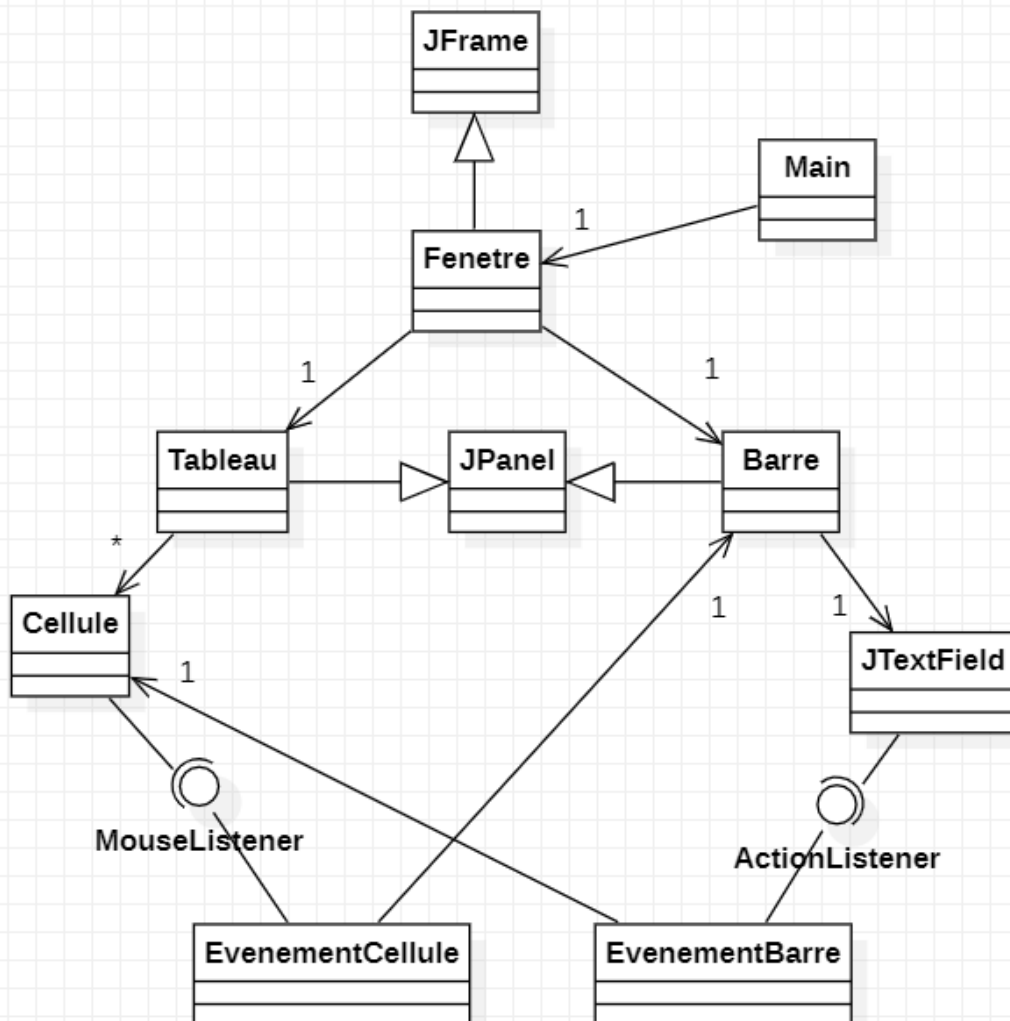 JFrame
Main
1
Fenetre
1
1
Tableau
JPanel
Barre
*
Cellule
1
1
JTextField
1
MouseListener
ActionListener
EvenementCellule
EvenementBarre